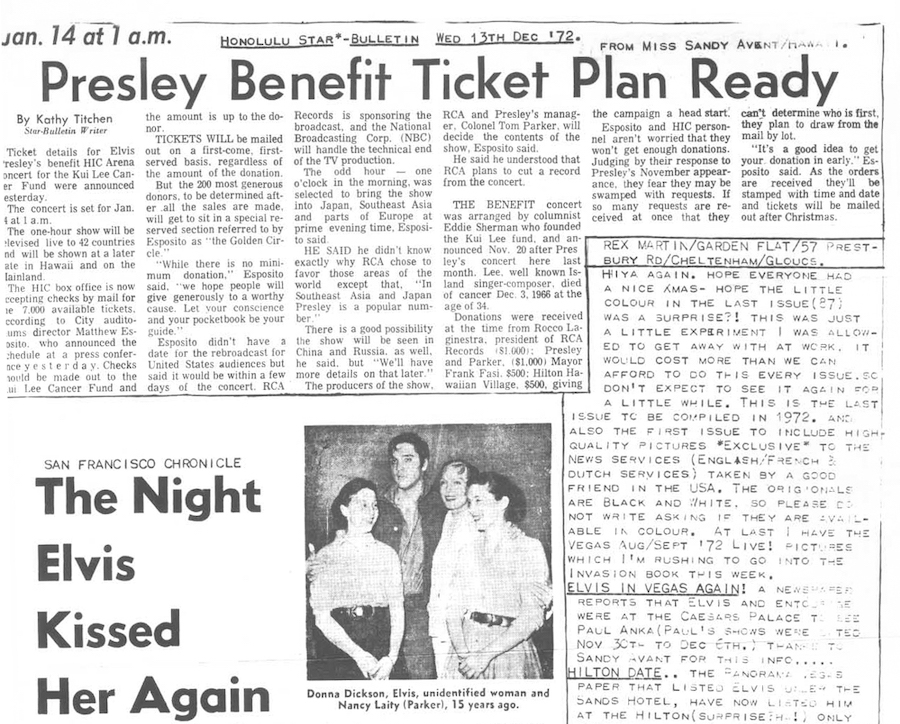 Jan. 14 at 1 a.m.
HONOLULU STAR*-BULLETIN WED 13TH DEC '72.
FROM MISS SANDY AVENT/HAWAII.
Presley Benefit Ticket Plan Ready
By Kathy Titchen
Star-Bulletin Writer
Ticket details for Elvis
Presley's benefit HIC Arena
concert for the Kui Lee Can-
cer Fund were announced
yesterday.
The concert is set for Jan.
14 at 1 a.m.
The one-hour show will be
televised live to 42 countries
and will be shown at a later
date in Hawaii and on the
Mainland.
The HIC box office is now
accepting checks by mail for
the 7,000 available tickets,
according to City audito-
riums director Matthew Es-
posito, who announced the
schedule at a press confer-
ence yesterday. Checks
should be made out to the
Kui Lee Cancer Fund and
the amount is up to the do-
nor.
TICKETS WILL be mailed
out on a first-come, first-
served basis, regardless of
the amount of the donation.
But the 200 most generous
donors, to be determined aft-
er all the sales are made,
will get to sit in a special re-
served section referred to by
Esposito as "the Golden Cir-
cle."
"While there is no mini-
mum donation," Esposito
said, "we hope people will
give generously to a worthy
cause. Let your conscience
and your pocketbook be your
guide."
Esposito didn't have a
date for the rebroadcast for
United States audiences but
said it would be within a few
days of the concert. RCA
Records is sponsoring the
broadcast, and the National
Broadcasting Corp. (NBC)
will handle the technical end
of the TV production.
The odd hour — one
o'clock in the morning, was
selected to bring the show
into Japan, Southeast Asia
and parts of Europe at
prime evening time, Esposi-
to said.
HE SAID he didn't know
exactly why RCA chose to
favor those areas of the
world except that, "In
Southeast Asia and Japan
Presley is a popular num-
ber."
There is a good possibility
the show will be seen in
China and Russia, as well,
he said, but "We'll have
more details on that later."
The producers of the show,
RCA and Presley's manag-
er, Colonel Tom Parker, will
decide the contents of the
show, Esposito said.
He said he understood that
RCA plans to cut a record
from the concert.
THE BENEFIT concert
was arranged by columnist
Eddie Sherman who founded
the Kui Lee fund, and an-
nounced Nov. 20 after Pres
ley's concert here last
month. Lee, well known Is-
land singer-composer, died
of cancer Dec. 3, 1966 at the
age of 34.
Donations were received
at the time from Rocco La-
ginestra, president of RCA
Records ($1,000); Presley
and Parker, ($1,000) Mayor
Frank Fasi, $500; Hilton Ha-
waiian Village, $500, giving
the campaign a head start.
Esposito and HIC person-
nel aren't worried that they
won't get enough donations.
Judging by their response to
Presley's November appear-
ance, they fear they may be
swamped with requests. If
so many requests are re-
ceived at once that they
can't determine who is first,
they plan to draw from the
mail by lot.
"It's a good idea to get
your donation in early," Es-
posito said. As the orders
are received they'll be
stamped with time and date
and tickets will be mailed
out after Christmas.
REX MARTIN/GARDEN FLAT/57 PREST-
BURY RD/CHELTENHAM/GLOUCS.
HIYA AGAIN. HOPE EVERYONE HAD
A NICE XMAS- HOPE THE LITTLE
COLOUR IN THE LAST ISSUE(37)
WAS A SURPRISE?! THIS WAS JUST
A LITTLE EXPERIMENT I WAS ALLOW-
ED TO GET AWAY WITH AT WORK. IT
WOULD COST MORE THAN WE CAN
AFFORD TO DO THIS EVERY ISSUE.SO
DON'T EXPECT TO SEE IT AGAIN FOR
A LITTLE WHILE. THIS IS THE LAST
ISSUE TO BE COMPILED IN 1972. AND
ALSO THE FIRST ISSUE TO INCLUDE HIGH-
QUALITY PICTURES *EXCLUSIVE* TO THE
NEWS SERVICES (ENGLISH/FRENCH &
DUTCH SERVICES) TAKEN BY A GOOD
FRIEND IN THE USA. THE ORIGIONALS
ARE BLACK AND WHITE, SO PLEASE DO
NOT WRITE ASKING IF THEY ARE AVAIL-
ABLE IN COLOUR. AT LAST I HAVE THE
VEGAS AUG/SEPT '72 LIVE! PICTURES
WHICH I'M RUSHING TO GO INTO THE
INVASION BOOK THIS WEEK.
ELVIS IN VEGAS AGAIN! A NEWSPAPER
REPORTS THAT ELVIS AND
WERE AT THE CAESARS PALACE TO SEE
PAUL ANKA(PAUL'S SHOWS WERE
NOV 30TH TO DEC 6TH.) THANKS TO
SANDY AVANT FOR THIS INFO.....
HILTON DATE.. THE PANORAMA
PAPER THAT LISTED ELVIS UNDER THE
SANDS HOTEL, HAVE NOW LISTED HIM
AT THE HILTON(SURPRISE!HA!) ONLY
SAN FRANCISCO CHRONICLE
The Night
Elvis
Kissed
Her Again
Donna Dickson, Elvis, unidentified woman and
Nancy Laity (Parker), 15 years ago.